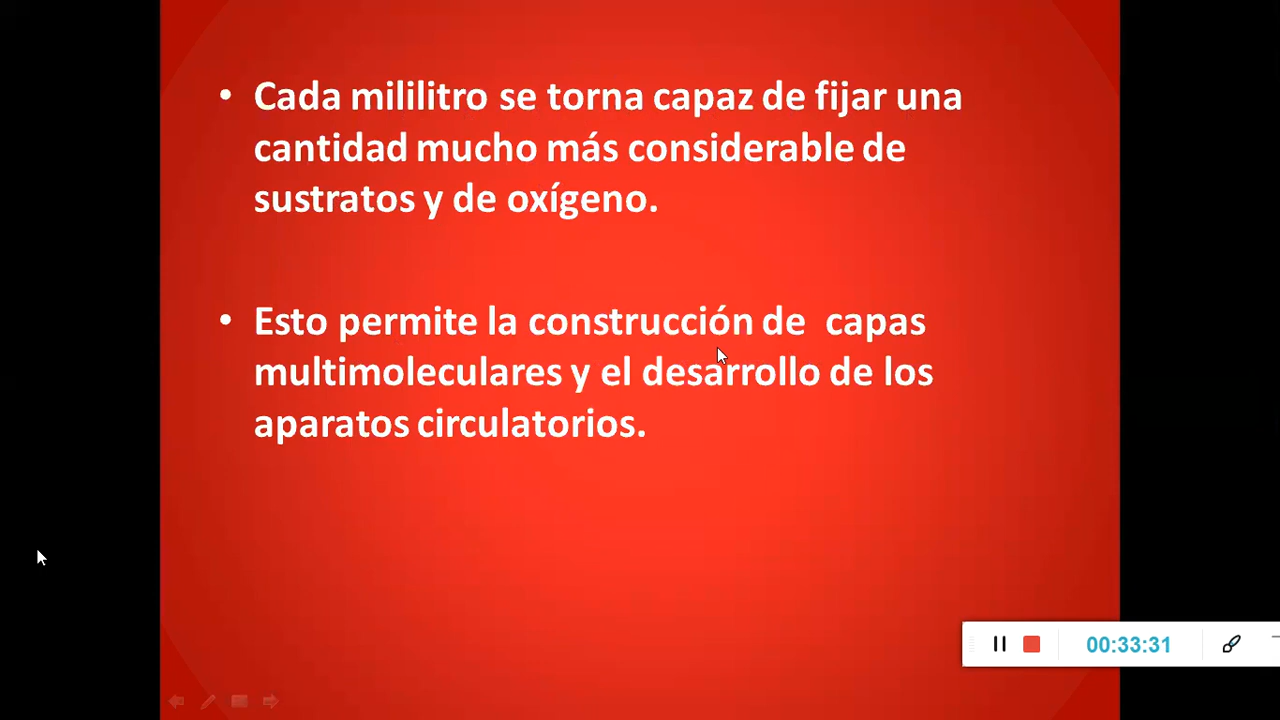 • Cada mililitro se torna capaz de fijar una
cantidad mucho más considerable de
sustratos y de oxígeno.
• Esto permite la construcción de  capas
multimoleculares y el desarrollo de los
aparatos circulatorios.
00:33:31